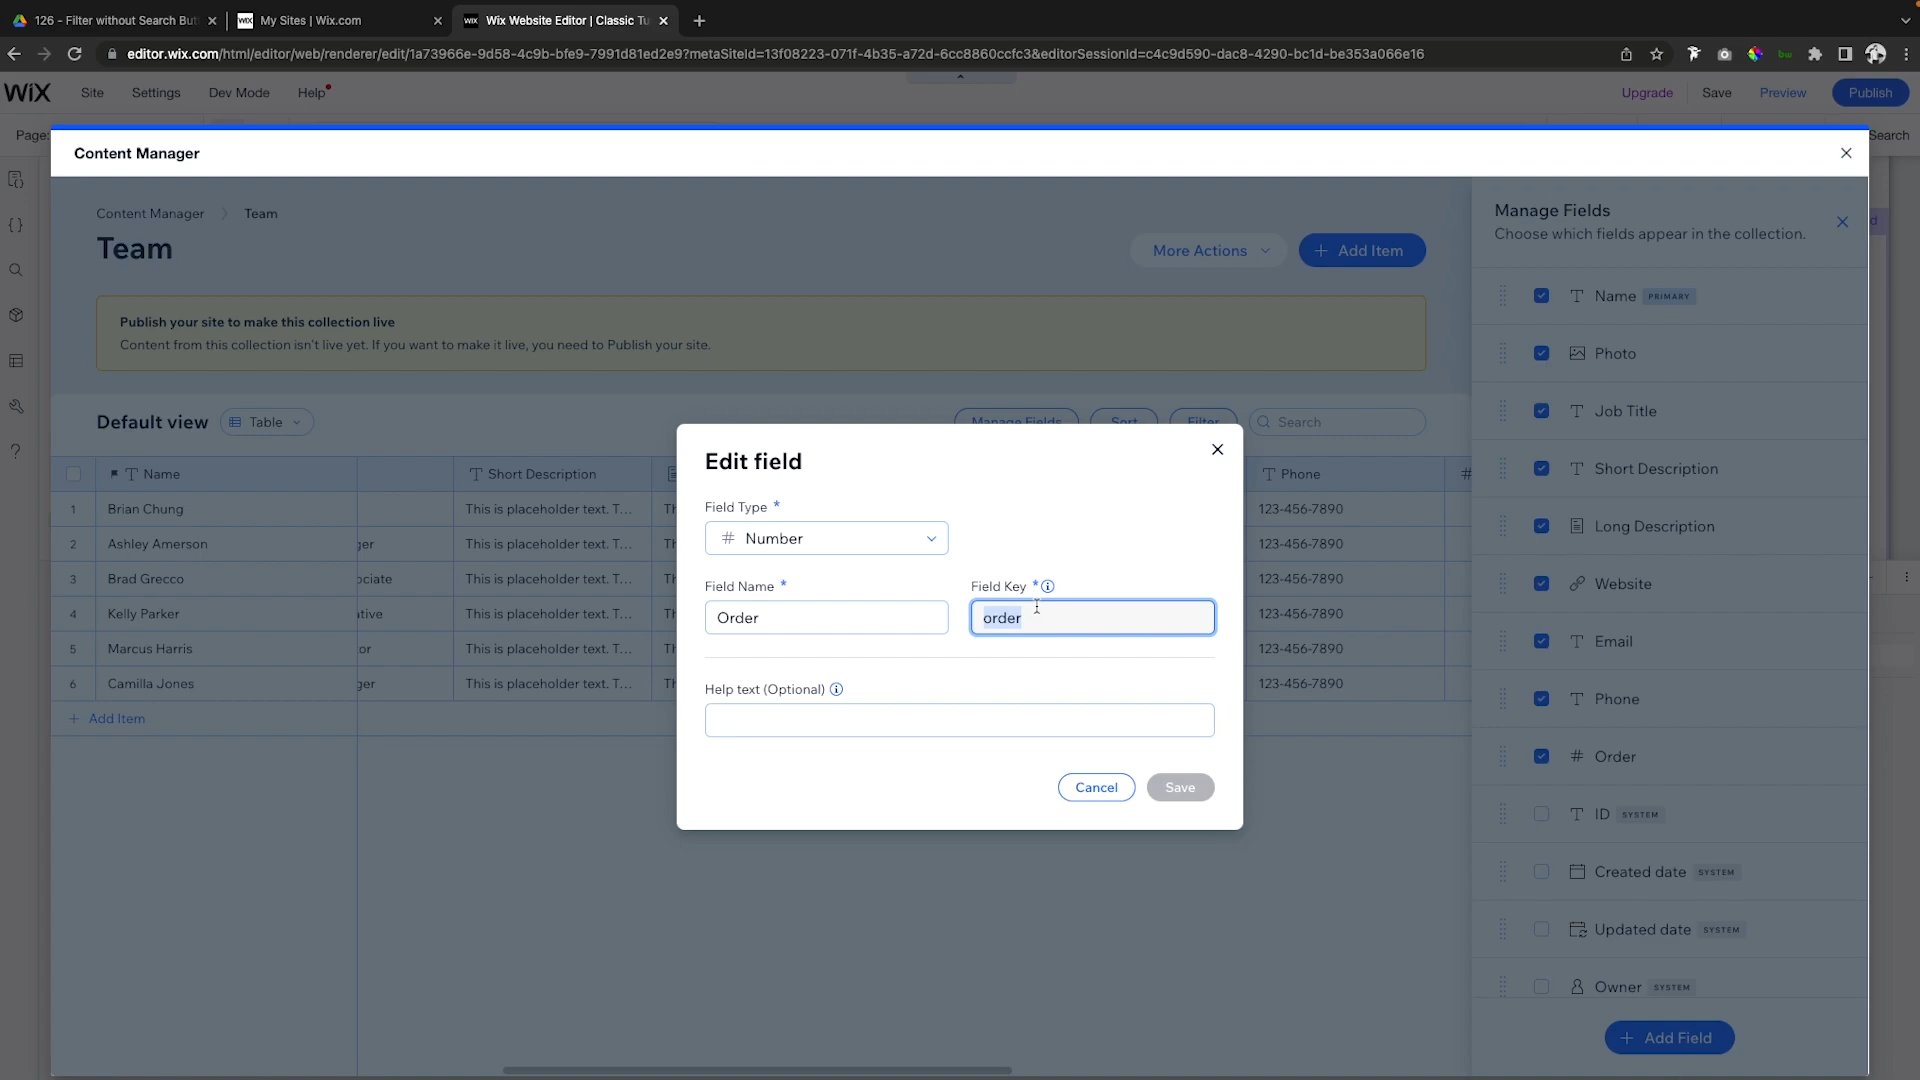 126 - Filter without Search But
My Sites | Wix.com
Wix Website Editor | Classic Tu
editor.wix.com/html/editor/web/renderer/edit/1a73966e-9d58-4c9b-bfe9-7991d81ed2e9?metaSiteId=13f08223-071f-4b35-a72d-6cc8860ccfc3&editorSessionId=c4c9d590-dac8-4290-bc1d-be353a066e16
WiX Site Settings Dev Mode Help Upgrade Save Preview Publish
Page: Search
Content Manager
Content Manager > Team
Team
More Actions
+ Add Item
Publish your site to make this collection live
Content from this collection isn't live yet. If you want to make it live, you need to Publish your site.
Default view Table Manage Fields Sort Filter Search
Name Short Description Phone #
1 Brian Chung This is placeholder text. T... 123-456-7890
2 Ashley Amerson ger This is placeholder text. T... 123-456-7890
3 Brad Grecco ociate This is placeholder text. T... 123-456-7890
4 Kelly Parker ative This is placeholder text. T... 123-456-7890
5 Marcus Harris or This is placeholder text. T... 123-456-7890
6 Camilla Jones ger This is placeholder text. T... 123-456-7890
+ Add Item
Edit field
Field Type *
# Number
Field Name * Field Key *
Order order
Help text (Optional)
Cancel Save
Manage Fields
Choose which fields appear in the collection.
Name PRIMARY
Photo
Job Title
Short Description
Long Description
Website
Email
Phone
# Order
ID SYSTEM
Created date SYSTEM
Updated date SYSTEM
Owner SYSTEM
+ Add Field